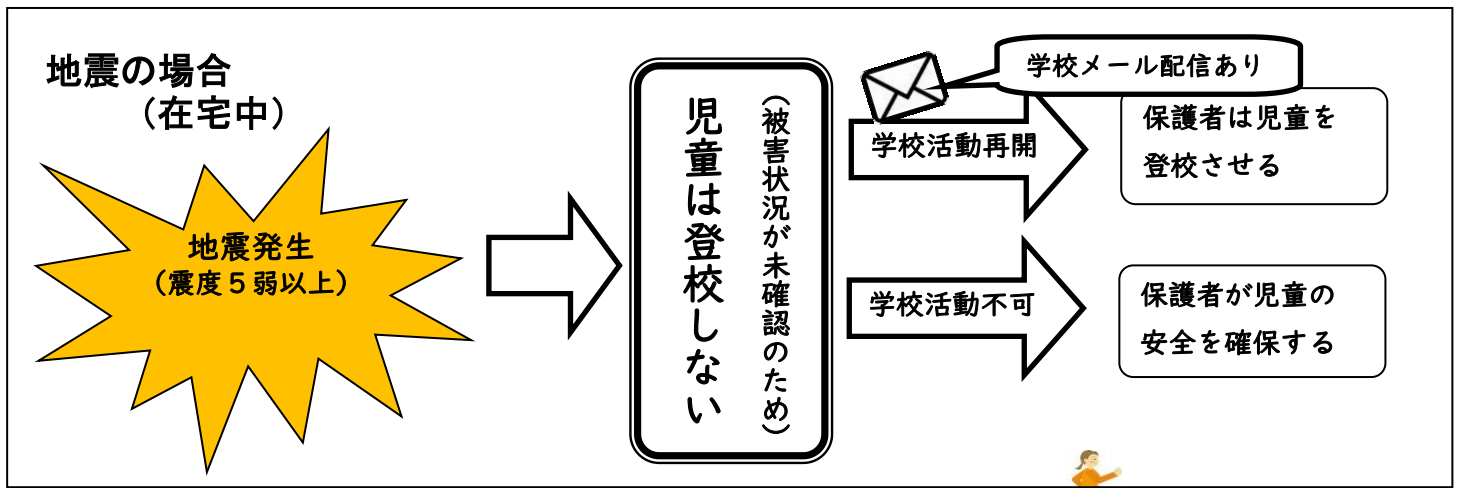 地震の場合
(在宅中)
地震発生
(震度5弱以上)
(被害状況が未確認のため)
児童は登校しない
学校メール配信あり
学校活動再開
保護者は児童を
登校させる
学校活動不可
保護者が児童の
安全を確保する